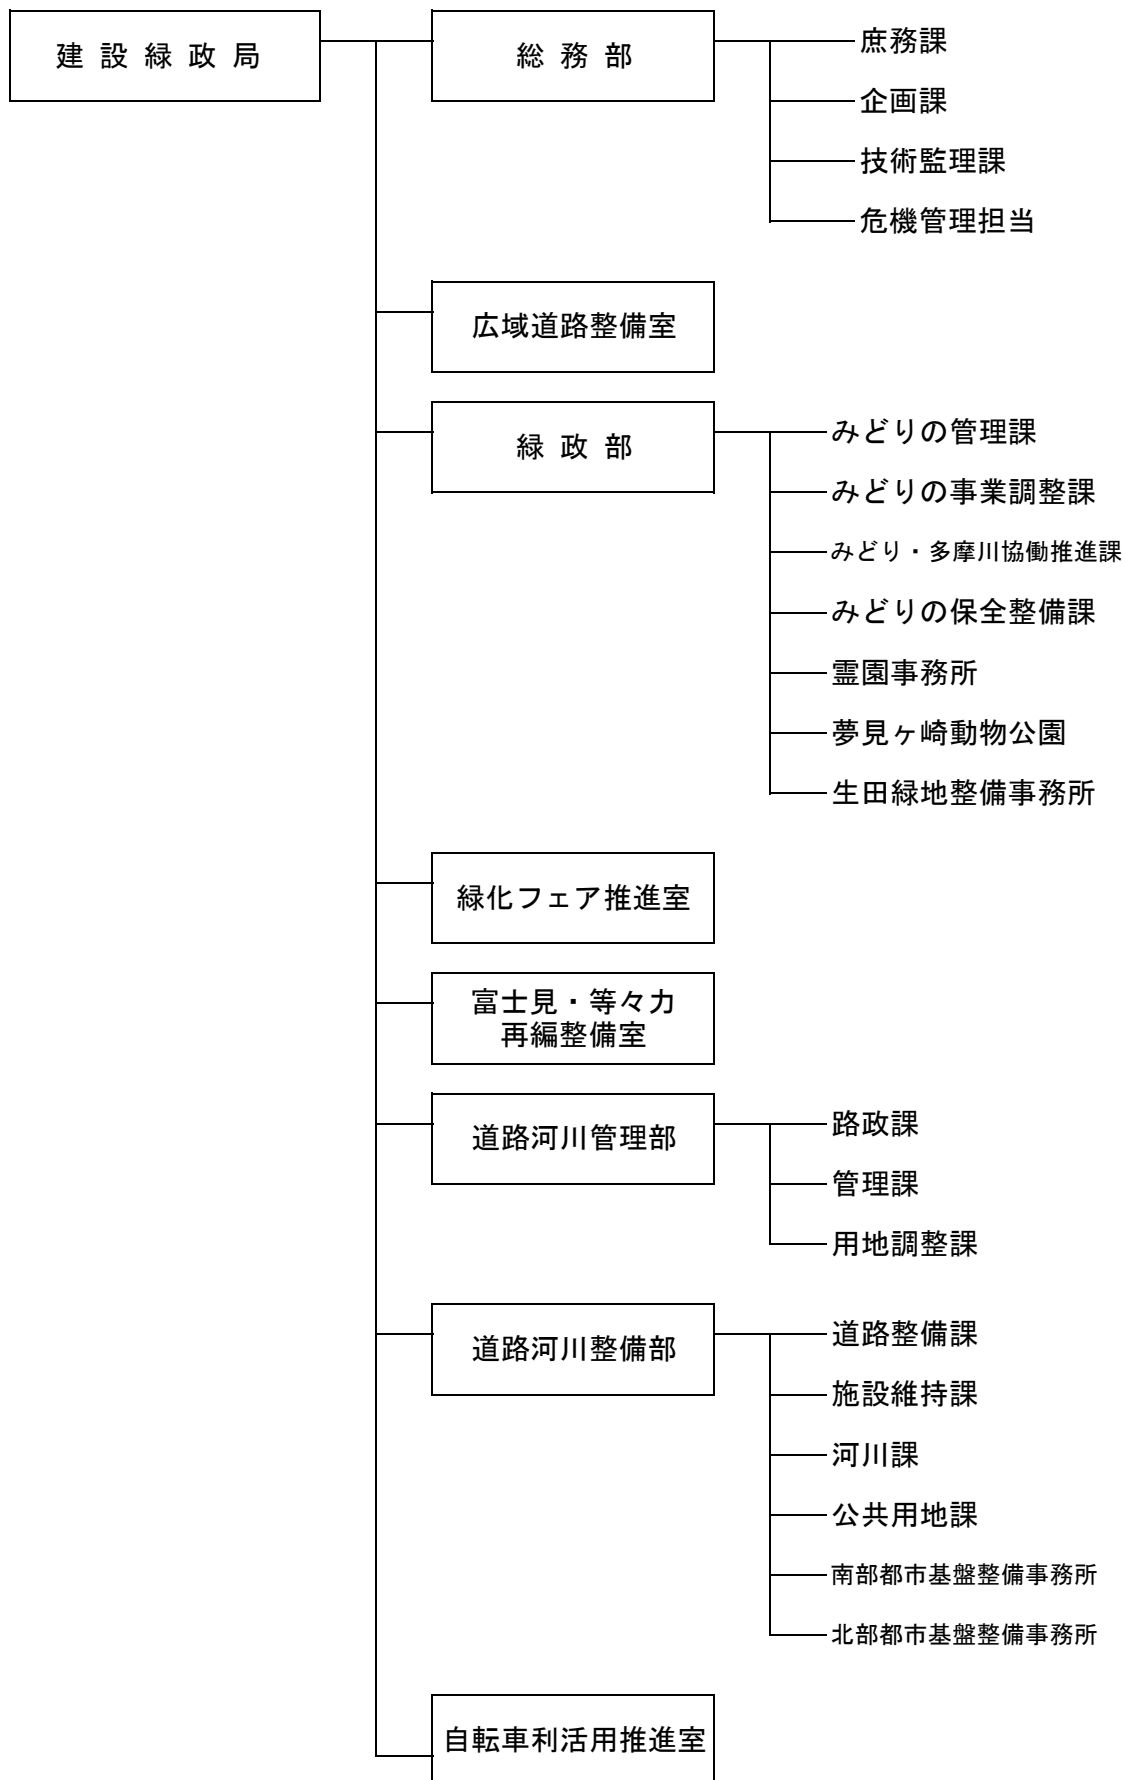 建設緑政局
総務部
庶務課
企画課
技術監理課
危機管理担当
広域道路整備室
緑政部
みどりの管理課
みどりの事業調整課
みどり・多摩川協働推進課
みどりの保全整備課
霊園事務所
夢見ヶ崎動物公園
生田緑地整備事務所
緑化フェア推進室
富士見・等々力
再編整備室
道路河川管理部
路政課
管理課
用地調整課
道路河川整備部
道路整備課
施設維持課
河川課
公共用地課
南部都市基盤整備事務所
北部都市基盤整備事務所
自転車利活用推進室